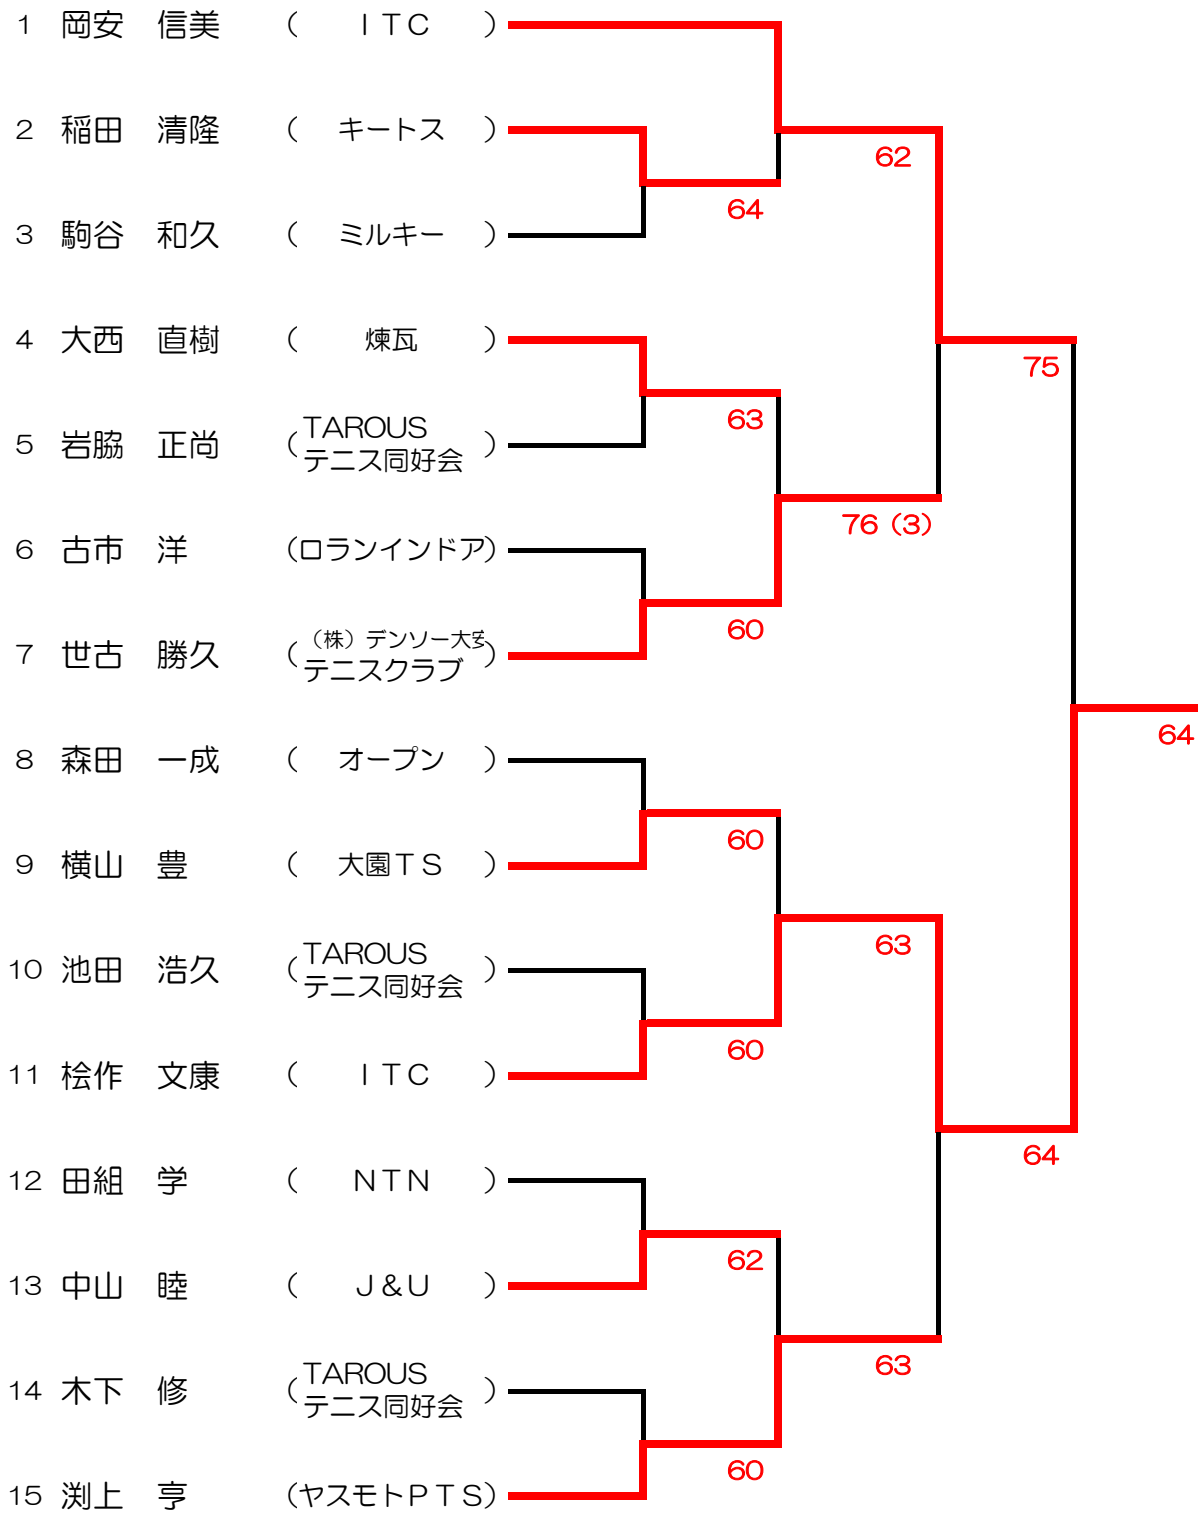 1 岡安 信美 ( ＩＴＣ )
62
2 稲田 清隆 ( キートス )
64
3 駒谷 和久 ( ミルキー )
4 大西 直樹 ( 煉瓦 )
75
63
5 岩脇 正尚 ( TAROUS
テニス同好会 )
76（3）
6 古市 洋 (ロランインドア)
60
7 世古 勝久 ( （株）デンソー大安
テニスクラブ )
64
8 森田 一成 ( オープン )
60
9 横山 豊 ( 大園ＴＳ )
63
10 池田 浩久 ( TAROUS
テニス同好会 )
60
11 桧作 文康 ( ＩＴＣ )
64
12 田組 学 ( ＮＴＮ )
62
13 中山 睦 ( Ｊ＆Ｕ )
63
14 木下 修 ( TAROUS
テニス同好会 )
60
15 渕上 亨 (ヤスモトＰＴＳ)